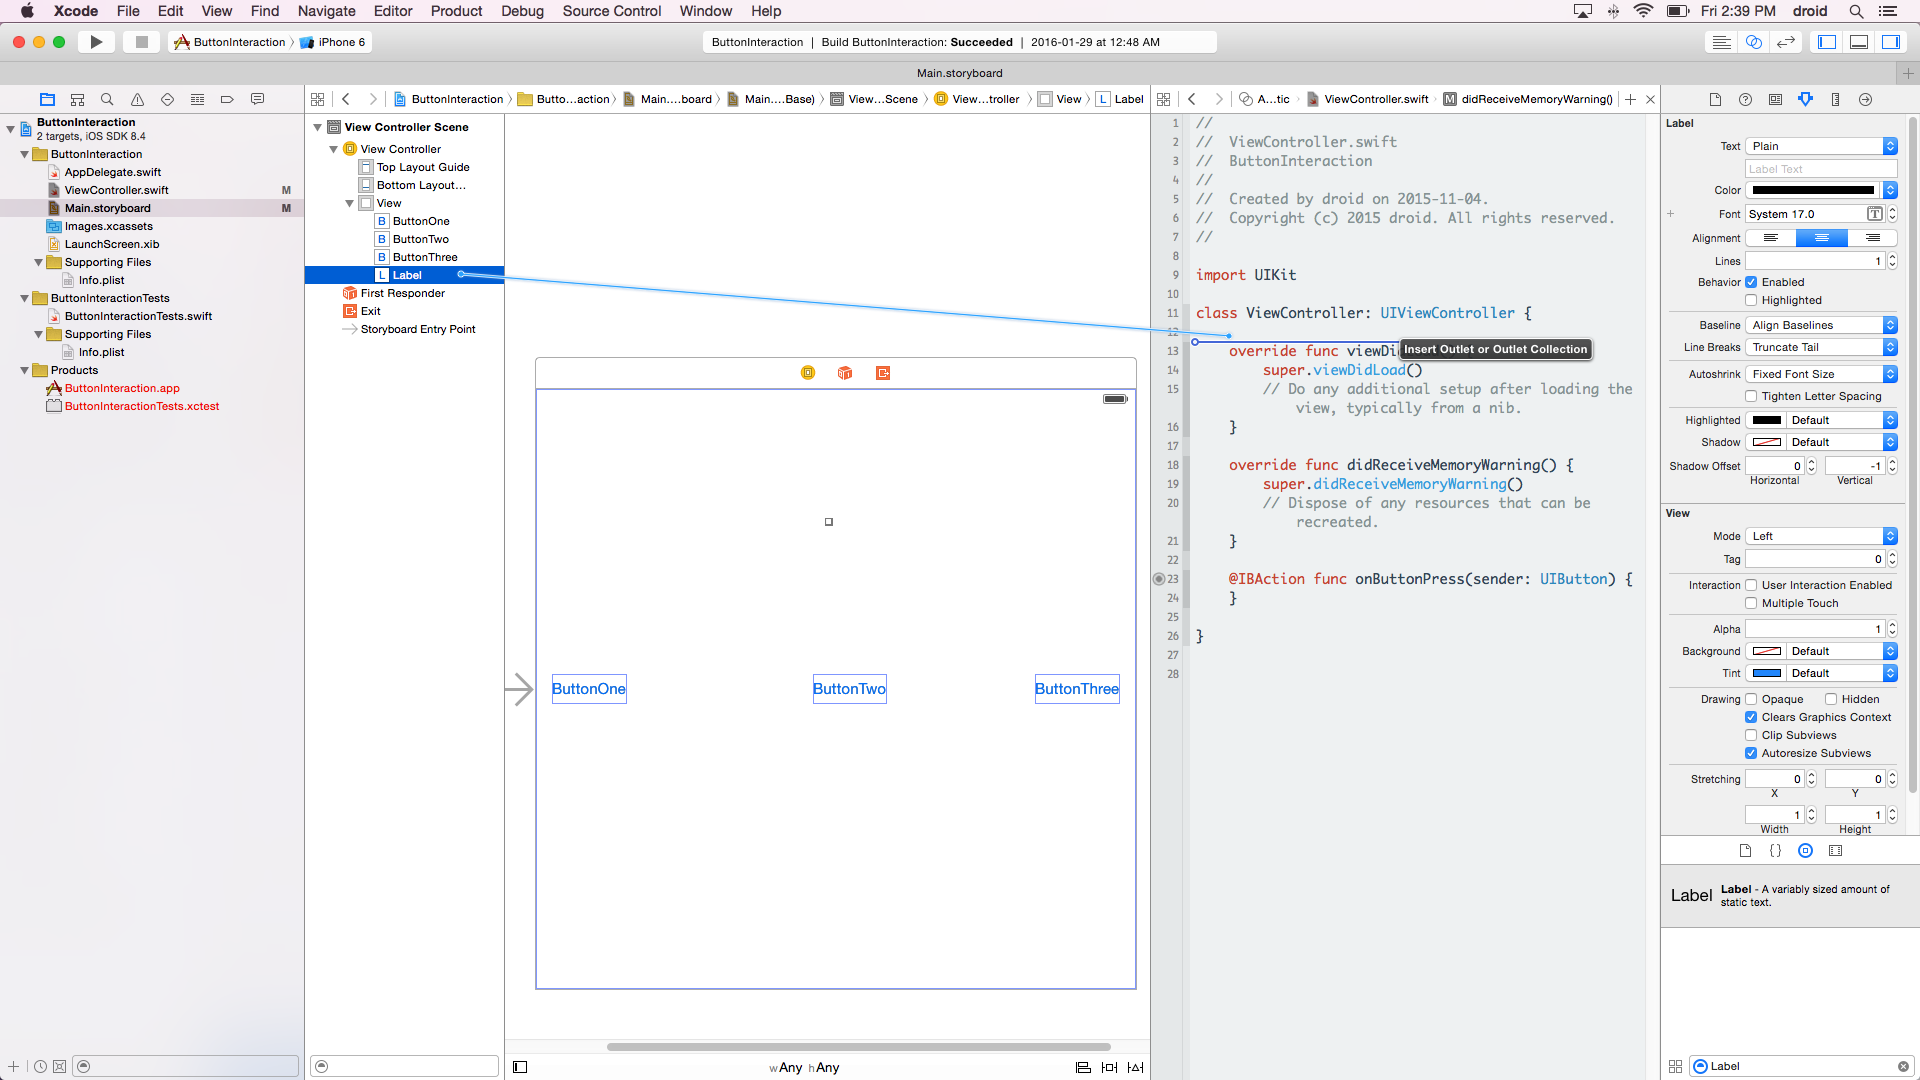 Xcode File Edit View Find Navigate Editor Product Debug Source Control Window Help
Fri 2:39 PM droid
ButtonInteraction iPhone 6
ButtonInteraction | Build ButtonInteraction: Succeeded | 2016-01-29 at 12:48 AM
Main.storyboard
ButtonInteraction
2 targets, iOS SDK 8.4
ButtonInteraction
AppDelegate.swift
ViewController.swift M
Main.storyboard M
Images.xcassets
LaunchScreen.xib
Supporting Files
Info.plist
ButtonInteractionTests
ButtonInteractionTests.swift
Supporting Files
Info.plist
Products
ButtonInteraction.app
ButtonInteractionTests.xctest
ButtonInteraction Butto...action Main....board Main....Base) View...Scene View...troller View L Label
View Controller Scene
View Controller
Top Layout Guide
Bottom Layout...
View
B ButtonOne
B ButtonTwo
B ButtonThree
L Label
First Responder
Exit
Storyboard Entry Point
ButtonOne ButtonTwo ButtonThree
wAny hAny
A...tic ViewController.swift M didReceiveMemoryWarning()
1 //
2 //  ViewController.swift
3 //  ButtonInteraction
4 //
5 //  Created by droid on 2015-11-04.
6 //  Copyright (c) 2015 droid. All rights reserved.
7 //
8
9 import UIKit
10
11 class ViewController: UIViewController {
12
13 override func viewDi
Insert Outlet or Outlet Collection
14 super.viewDidLoad()
15 // Do any additional setup after loading the
view, typically from a nib.
16 }
17
18 override func didReceiveMemoryWarning() {
19 super.didReceiveMemoryWarning()
20 // Dispose of any resources that can be
recreated.
21 }
22
23 @IBAction func onButtonPress(sender: UIButton) {
24 }
25
26 }
27
28
Label
Text Plain
Label Text
Color
Font System 17.0 T
Alignment
Lines 1
Behavior Enabled
Highlighted
Baseline Align Baselines
Line Breaks Truncate Tail
Autoshrink Fixed Font Size
Tighten Letter Spacing
Highlighted Default
Shadow Default
Shadow Offset 0 -1
Horizontal Vertical
View
Mode Left
Tag 0
Interaction User Interaction Enabled
Multiple Touch
Alpha 1
Background Default
Tint Default
Drawing Opaque Hidden
Clears Graphics Context
Clip Subviews
Autoresize Subviews
Stretching 0 0
X Y
1 1
Width Height
Label Label - A variably sized amount of
static text.
Label